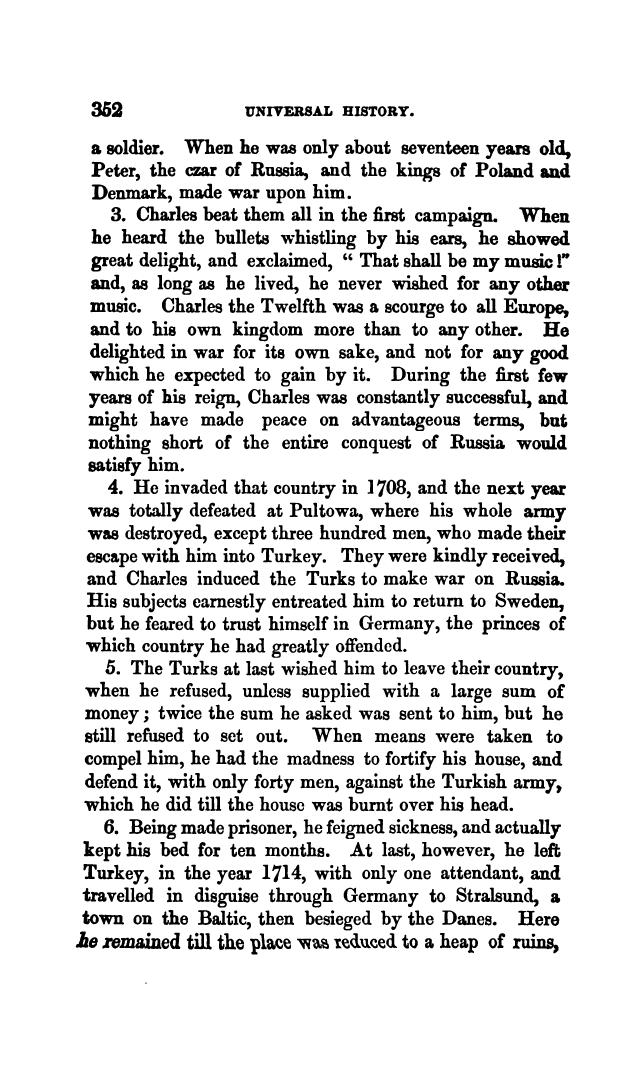 352 UNIVERSAL HISTORY.
a soldier. When he was only about seventeen years old,
Peter, the czar of Russia, and the kings of Poland and
Denmark, made war upon him.
3. Charles beat them all in the first campaign. When
he heard the bullets whistling by his ears, he showed
great delight, and exclaimed, “ That shall be my music !”
and, as long as he lived, he never wished for any other
music. Charles the Twelfth was a scourge to all Europe,
and to his own kingdom more than to any other. He
delighted in war for its own sake, and not for any good
which he expected to gain by it. During the first few
years of his reign, Charles was constantly successful, and
might have made peace on advantageous terms, but
nothing short of the entire conquest of Russia would
satisfy him.
4. He invaded that country in 1708, and the next year
was totally defeated at Pultowa, where his whole army
was destroyed, except three hundred men, who made their
escape with him into Turkey. They were kindly received,
and Charles induced the Turks to make war on Russia.
His subjects earnestly entreated him to return to Sweden,
but he feared to trust himself in Germany, the princes of
which country he had greatly offended.
5. The Turks at last wished him to leave their country,
when he refused, unless supplied with a large sum of
money ; twice the sum he asked was sent to him, but he
still refused to set out. When means were taken to
compel him, he had the madness to fortify his house, and
defend it, with only forty men, against the Turkish army,
which he did till the house was burnt over his head.
6. Being made prisoner, he feigned sickness, and actually
kept his bed for ten months. At last, however, he left
Turkey, in the year 1714, with only one attendant, and
travelled in disguise through Germany to Stralsund, a
town on the Baltic, then besieged by the Danes. Here
he remained till the place was reduced to a heap of ruins,